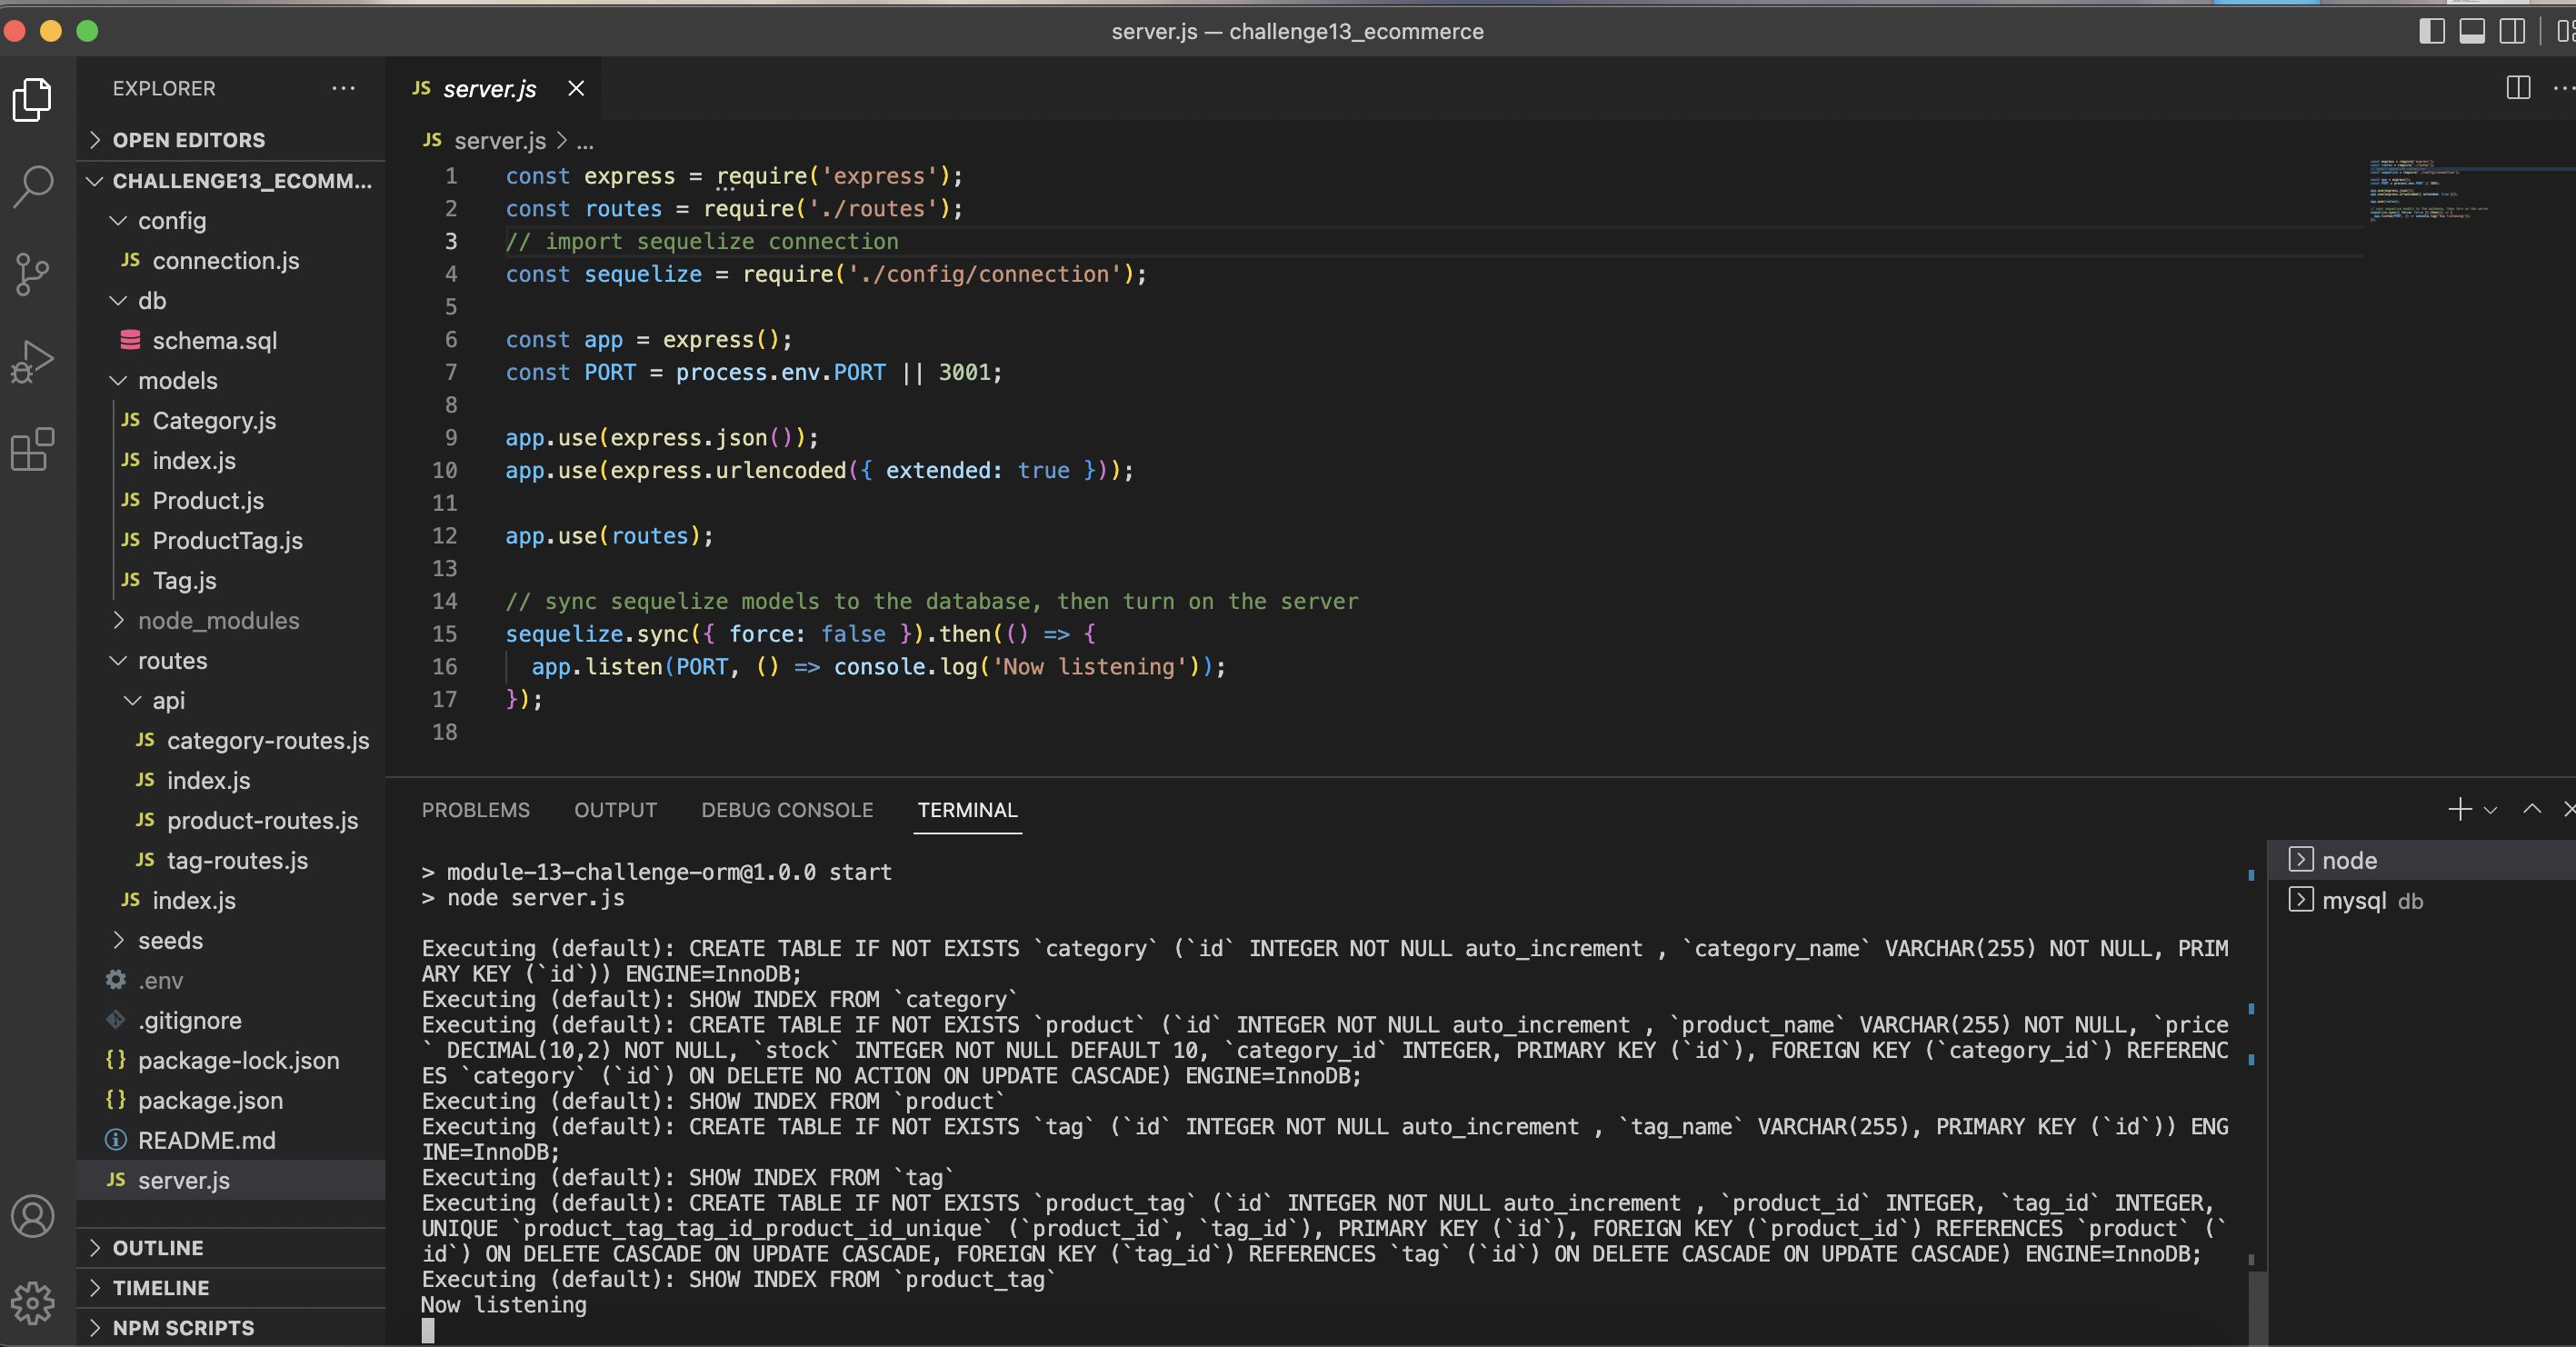 server.js — challenge13_ecommerce
EXPLORER
OPEN EDITORS
CHALLENGE13_ECOMM...
config
JS connection.js
db
schema.sql
models
JS Category.js
JS index.js
JS Product.js
JS ProductTag.js
JS Tag.js
node_modules
routes
api
JS category-routes.js
JS index.js
JS product-routes.js
JS tag-routes.js
JS index.js
seeds
.env
.gitignore
{} package-lock.json
{} package.json
README.md
JS server.js
OUTLINE
TIMELINE
NPM SCRIPTS
JS server.js
JS server.js > ...
1 const express = require('express');
2 const routes = require('./routes');
3 // import sequelize connection
4 const sequelize = require('./config/connection');
5
6 const app = express();
7 const PORT = process.env.PORT || 3001;
8
9 app.use(express.json());
10 app.use(express.urlencoded({ extended: true }));
11
12 app.use(routes);
13
14 // sync sequelize models to the database, then turn on the server
15 sequelize.sync({ force: false }).then(() => {
16 app.listen(PORT, () => console.log('Now listening'));
17 });
18
PROBLEMS OUTPUT DEBUG CONSOLE TERMINAL
> module-13-challenge-orm@1.0.0 start
> node server.js
Executing (default): CREATE TABLE IF NOT EXISTS `category` (`id` INTEGER NOT NULL auto_increment , `category_name` VARCHAR(255) NOT NULL, PRIM
ARY KEY (`id`)) ENGINE=InnoDB;
Executing (default): SHOW INDEX FROM `category`
Executing (default): CREATE TABLE IF NOT EXISTS `product` (`id` INTEGER NOT NULL auto_increment , `product_name` VARCHAR(255) NOT NULL, `price
` DECIMAL(10,2) NOT NULL, `stock` INTEGER NOT NULL DEFAULT 10, `category_id` INTEGER, PRIMARY KEY (`id`), FOREIGN KEY (`category_id`) REFERENC
ES `category` (`id`) ON DELETE NO ACTION ON UPDATE CASCADE) ENGINE=InnoDB;
Executing (default): SHOW INDEX FROM `product`
Executing (default): CREATE TABLE IF NOT EXISTS `tag` (`id` INTEGER NOT NULL auto_increment , `tag_name` VARCHAR(255), PRIMARY KEY (`id`)) ENG
INE=InnoDB;
Executing (default): SHOW INDEX FROM `tag`
Executing (default): CREATE TABLE IF NOT EXISTS `product_tag` (`id` INTEGER NOT NULL auto_increment , `product_id` INTEGER, `tag_id` INTEGER,
UNIQUE `product_tag_tag_id_product_id_unique` (`product_id`, `tag_id`), PRIMARY KEY (`id`), FOREIGN KEY (`product_id`) REFERENCES `product` (`
id`) ON DELETE CASCADE ON UPDATE CASCADE, FOREIGN KEY (`tag_id`) REFERENCES `tag` (`id`) ON DELETE CASCADE ON UPDATE CASCADE) ENGINE=InnoDB;
Executing (default): SHOW INDEX FROM `product_tag`
Now listening
node
mysql db